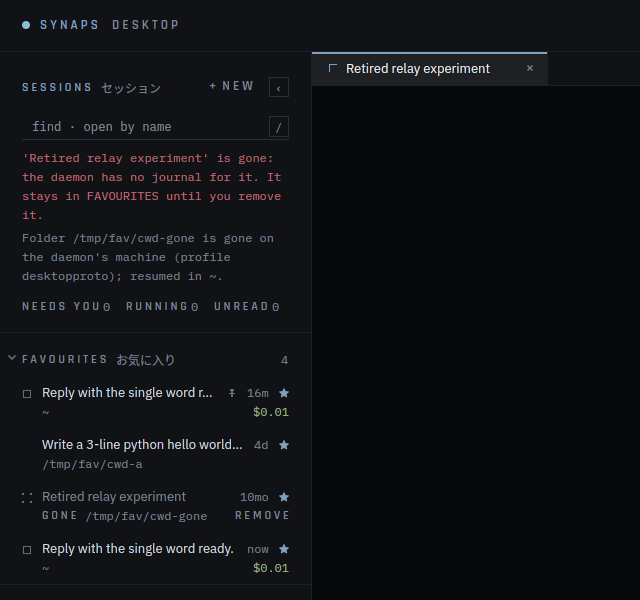 SYNAPS DESKTOP
SESSIONS セッション + NEW ‹
find · open by name /
'Retired relay experiment' is gone:
the daemon has no journal for it. It
stays in FAVOURITES until you remove
it.
Folder /tmp/fav/cwd-gone is gone on
the daemon's machine (profile
desktopproto); resumed in ~.
NEEDS YOU 0 RUNNING 0 UNREAD 0
FAVOURITES お気に入り 4
Reply with the single word r... 16m
~ $0.01
Write a 3-line python hello world... 4d
/tmp/fav/cwd-a
Retired relay experiment 10mo
GONE /tmp/fav/cwd-gone REMOVE
Reply with the single word ready. now
~ $0.01
Retired relay experiment ×